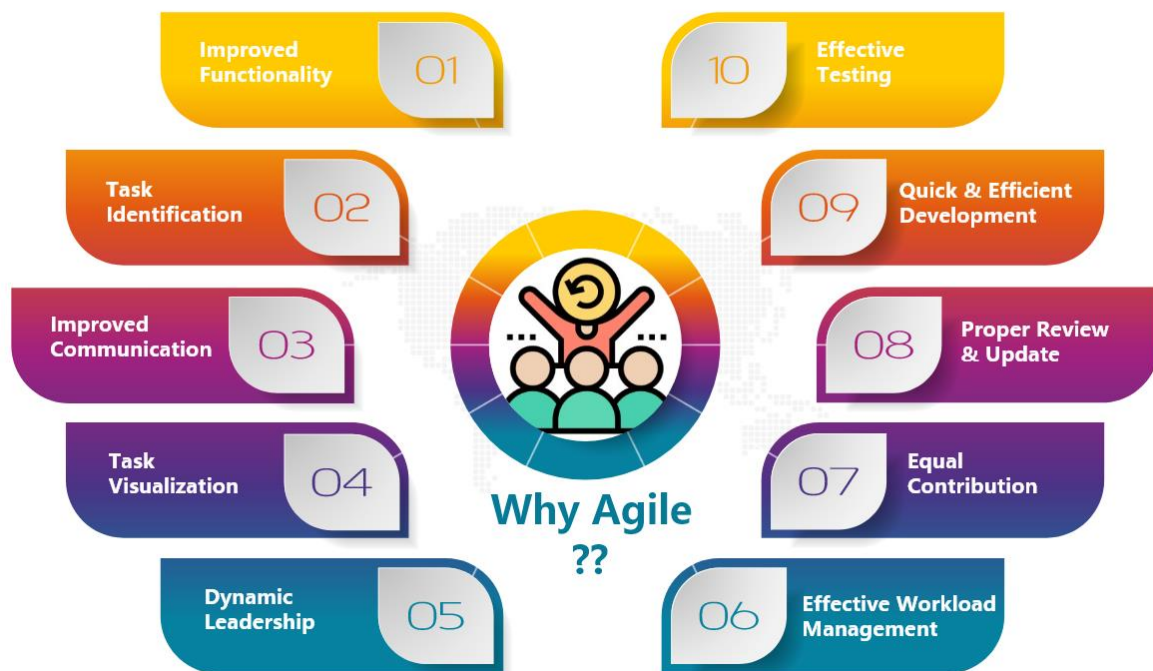 Improved
Functionality
01
Task
Identification
02
Improved
Communication
03
Task
Visualization
04
Dynamic
Leadership
05
Why Agile
??
10
Effective
Testing
09
Quick & Efficient
Development
08
Proper Review
& Update
07
Equal
Contribution
06
Effective Workload
Management